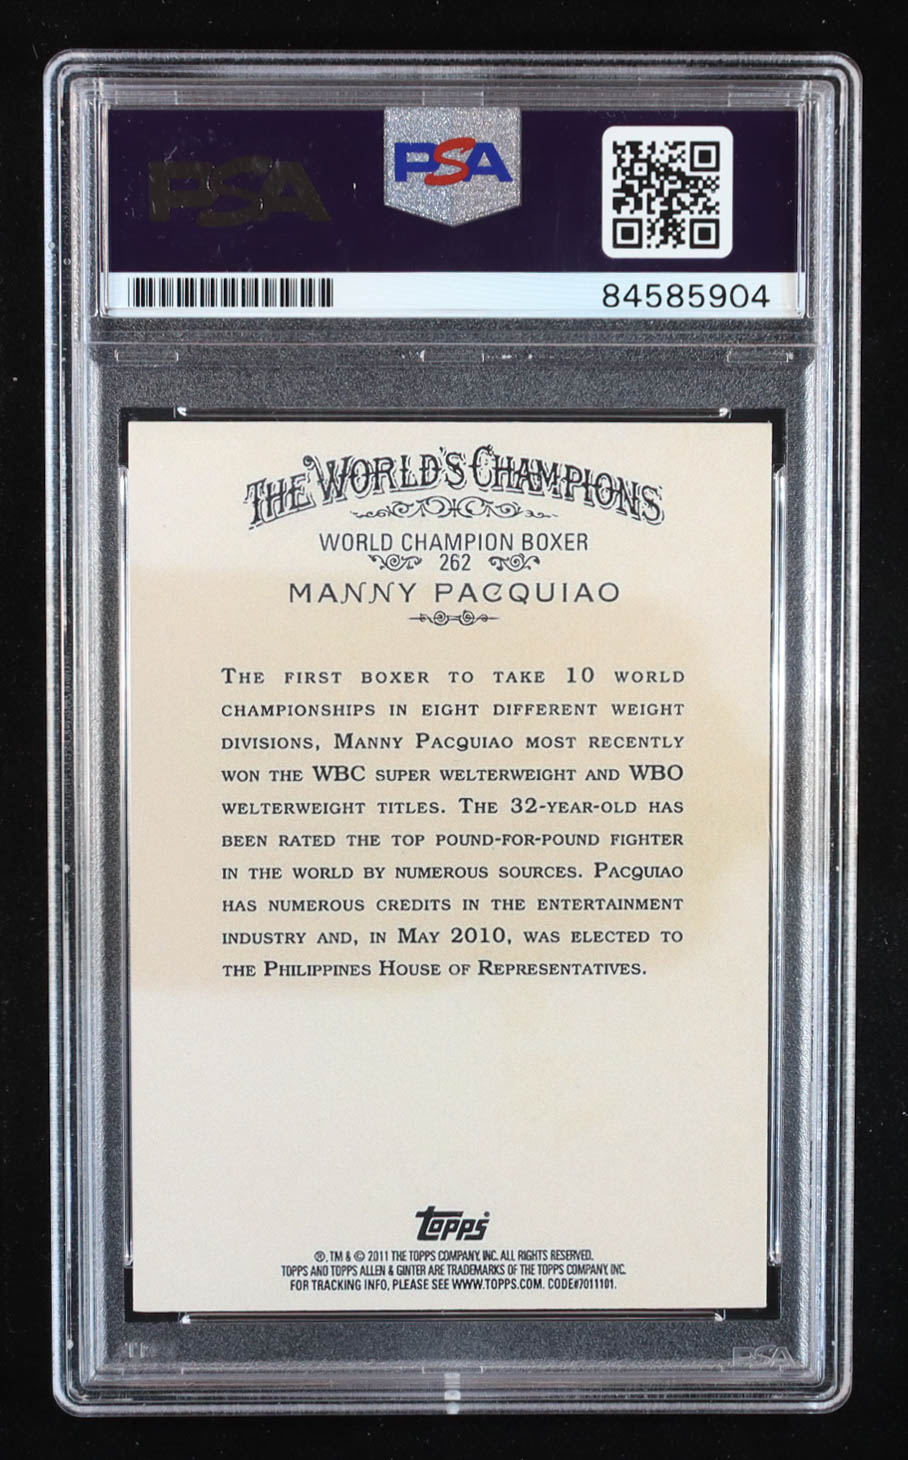 PSA
PSA
84585904
THE WORLD'S CHAMPIONS
WORLD CHAMPION BOXER
262
MANNY PACQUIAO
THE FIRST BOXER TO TAKE 10 WORLD
CHAMPIONSHIPS IN EIGHT DIFFERENT WEIGHT
DIVISIONS, MANNY PACQUIAO MOST RECENTLY
WON THE WBC SUPER WELTERWEIGHT AND WBO
WELTERWEIGHT TITLES. THE 32-YEAR-OLD HAS
BEEN RATED THE TOP POUND-FOR-POUND FIGHTER
IN THE WORLD BY NUMEROUS SOURCES. PACQUIAO
HAS NUMEROUS CREDITS IN THE ENTERTAINMENT
INDUSTRY AND, IN MAY 2010, WAS ELECTED TO
THE PHILIPPINES HOUSE OF REPRESENTATIVES.
Topps
®, TM & © 2011 THE TOPPS COMPANY, INC. ALL RIGHTS RESERVED.
TOPPS AND TOPPS ALLEN & GINTER ARE TRADEMARKS OF THE TOPPS COMPANY, INC.
FOR TRACKING INFO, PLEASE SEE WWW.TOPPS.COM. CODE#7011101.
PSA